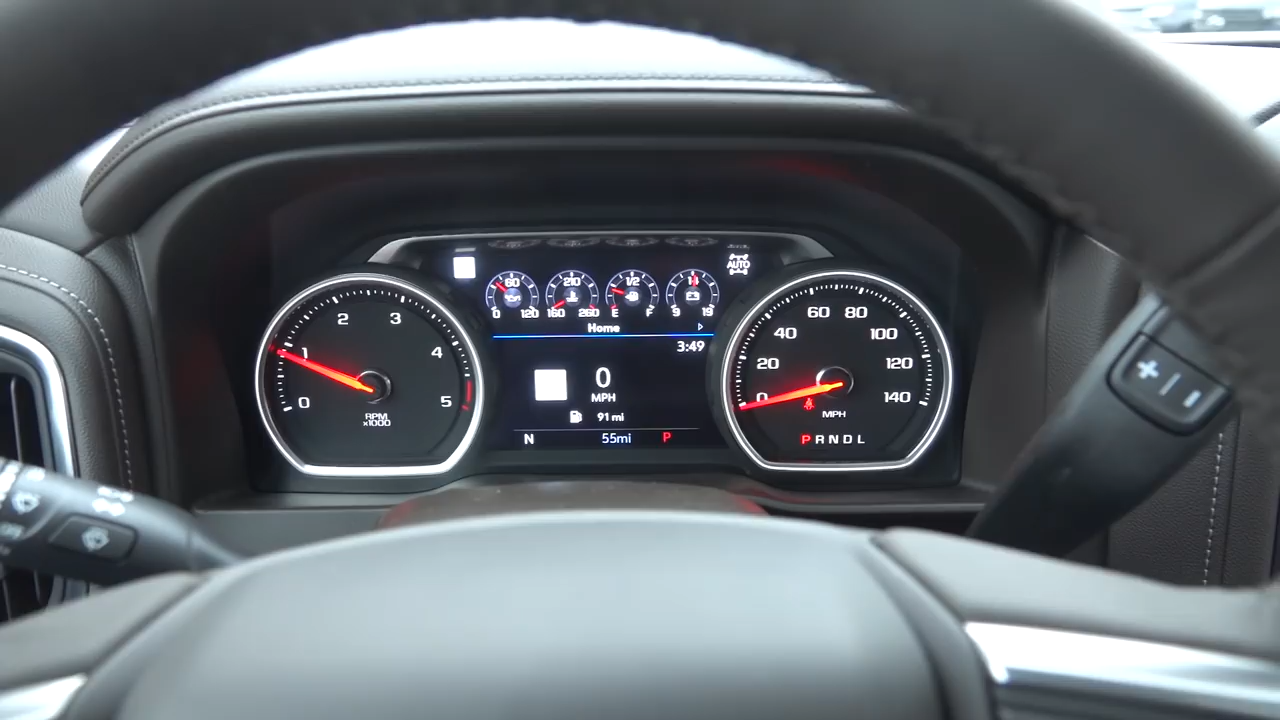 AUTO
60
210
1/2
14
0 120
160 260
E F
9 19
Home
3:49
0
MPH
91 mi
N 55mi P
0 1 2 3 4 5
RPM
x1000
0 20 40 60 80 100 120 140
MPH
PRNDL
+ -